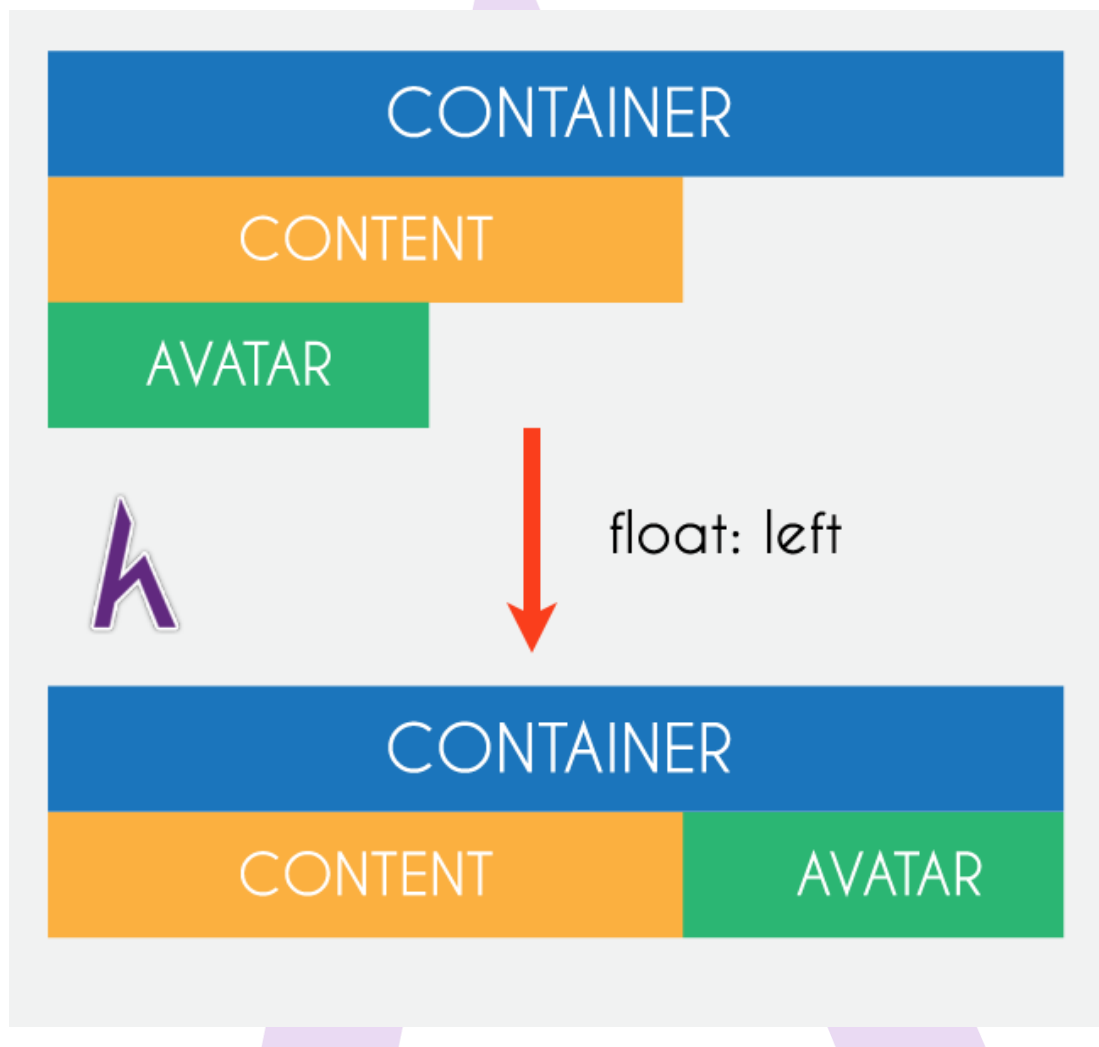 CONTAINER
CONTENT
AVATAR
float: left
CONTAINER
CONTENT
AVATAR